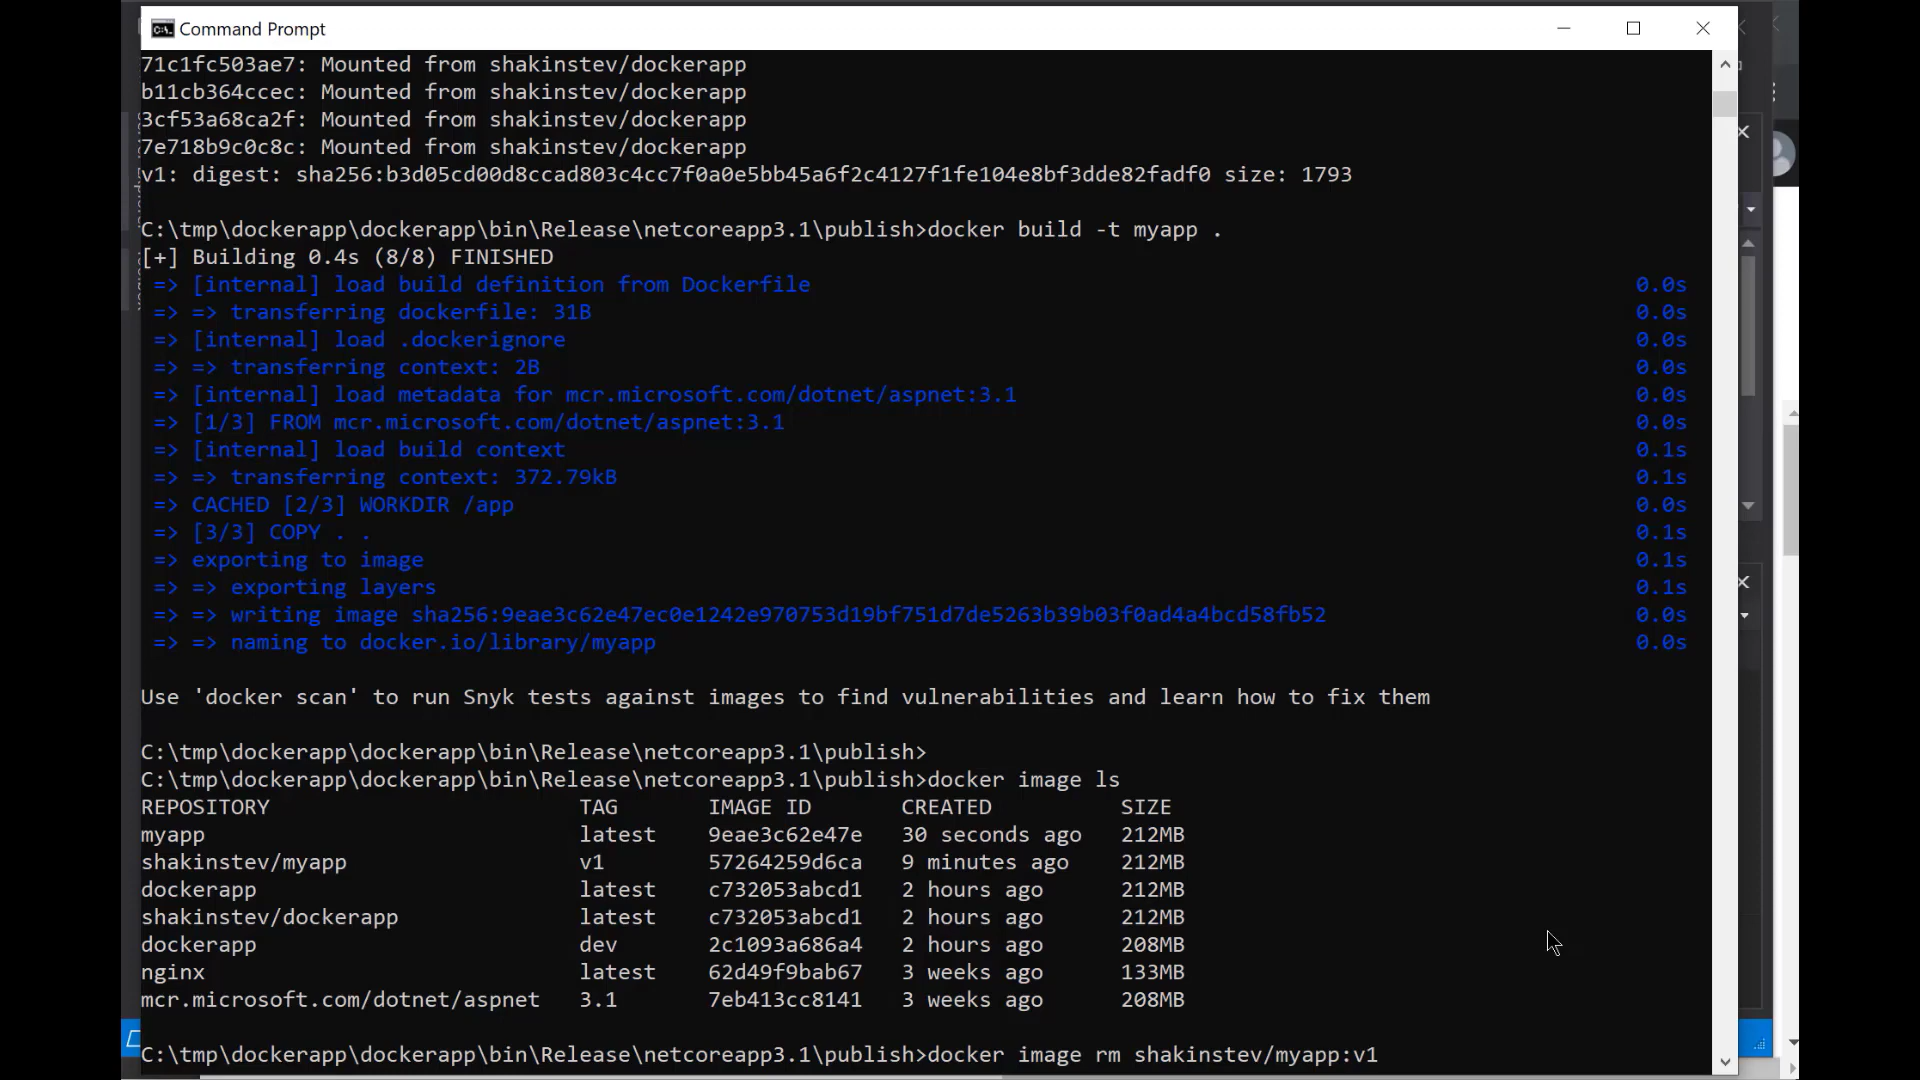 Command Prompt
71c1fc503ae7: Mounted from shakinstev/dockerapp
b11cb364ccec: Mounted from shakinstev/dockerapp
3cf53a68ca2f: Mounted from shakinstev/dockerapp
7e718b9c0c8c: Mounted from shakinstev/dockerapp
v1: digest: sha256:b3d05cd00d8ccad803c4cc7f0a0e5bb45a6f2c4127f1fe104e8bf3dde82fadf0 size: 1793
C:\tmp\dockerapp\dockerapp\bin\Release\netcoreapp3.1\publish>docker build -t myapp .
[+] Building 0.4s (8/8) FINISHED
=> [internal] load build definition from Dockerfile 0.0s
=> => transferring dockerfile: 31B 0.0s
=> [internal] load .dockerignore 0.0s
=> => transferring context: 2B 0.0s
=> [internal] load metadata for mcr.microsoft.com/dotnet/aspnet:3.1 0.0s
=> [1/3] FROM mcr.microsoft.com/dotnet/aspnet:3.1 0.0s
=> [internal] load build context 0.1s
=> => transferring context: 372.79kB 0.1s
=> CACHED [2/3] WORKDIR /app 0.0s
=> [3/3] COPY . . 0.1s
=> exporting to image 0.1s
=> => exporting layers 0.1s
=> => writing image sha256:9eae3c62e47ec0e1242e970753d19bf751d7de5263b39b03f0ad4a4bcd58fb52 0.0s
=> => naming to docker.io/library/myapp 0.0s
Use 'docker scan' to run Snyk tests against images to find vulnerabilities and learn how to fix them
C:\tmp\dockerapp\dockerapp\bin\Release\netcoreapp3.1\publish>
C:\tmp\dockerapp\dockerapp\bin\Release\netcoreapp3.1\publish>docker image ls
REPOSITORY TAG IMAGE ID CREATED SIZE
myapp latest 9eae3c62e47e 30 seconds ago 212MB
shakinstev/myapp v1 57264259d6ca 9 minutes ago 212MB
dockerapp latest c732053abcd1 2 hours ago 212MB
shakinstev/dockerapp latest c732053abcd1 2 hours ago 212MB
dockerapp dev 2c1093a686a4 2 hours ago 208MB
nginx latest 62d49f9bab67 3 weeks ago 133MB
mcr.microsoft.com/dotnet/aspnet 3.1 7eb413cc8141 3 weeks ago 208MB
C:\tmp\dockerapp\dockerapp\bin\Release\netcoreapp3.1\publish>docker image rm shakinstev/myapp:v1